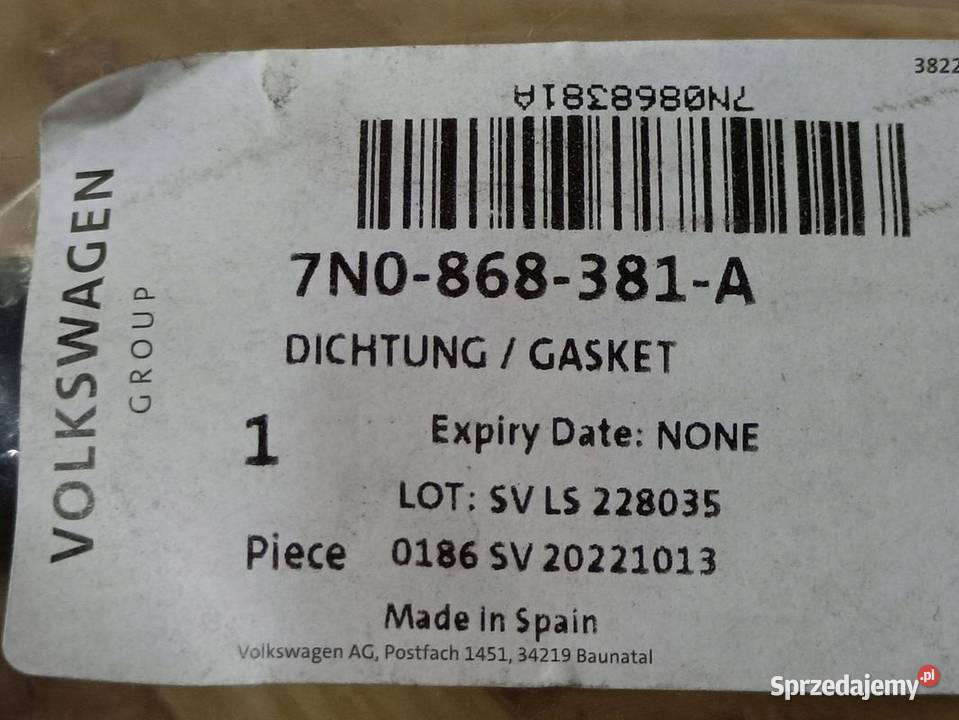 3822
7N0868381A
VOLKSWAGEN
GROUP
7N0-868-381-A
DICHTUNG / GASKET
1
Expiry Date: NONE
LOT: SV LS 228035
Piece 0186 SV 20221013
Made in Spain
Volkswagen AG, Postfach 1451, 34219 Baunatal
Sprzedajemy.pl